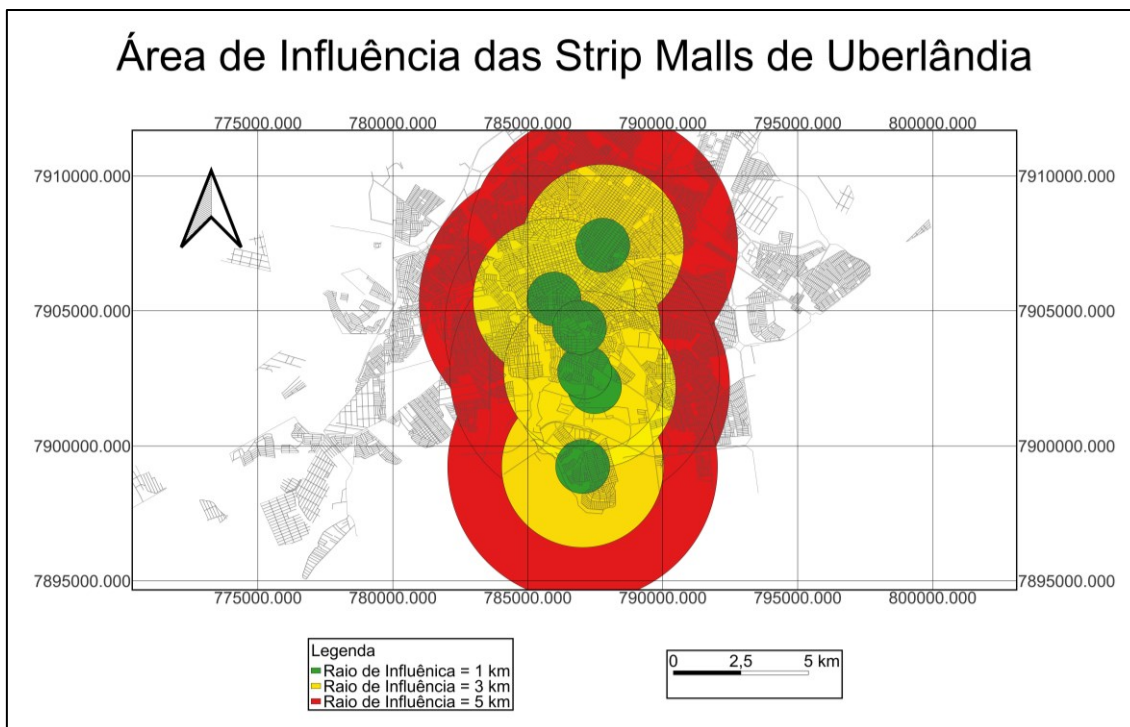 Área de Influência das Strip Malls de Uberlândia
775000.000 780000.000 785000.000 790000.000 795000.000 800000.000
7910000.000 7910000.000
7905000.000 7905000.000
7900000.000 7900000.000
7895000.000 7895000.000
775000.000 780000.000 785000.000 790000.000 795000.000 800000.000
Legenda
Raio de Influênica = 1 km
Raio de Influência = 3 km
Raio de Influência = 5 km
0 2,5 5 km